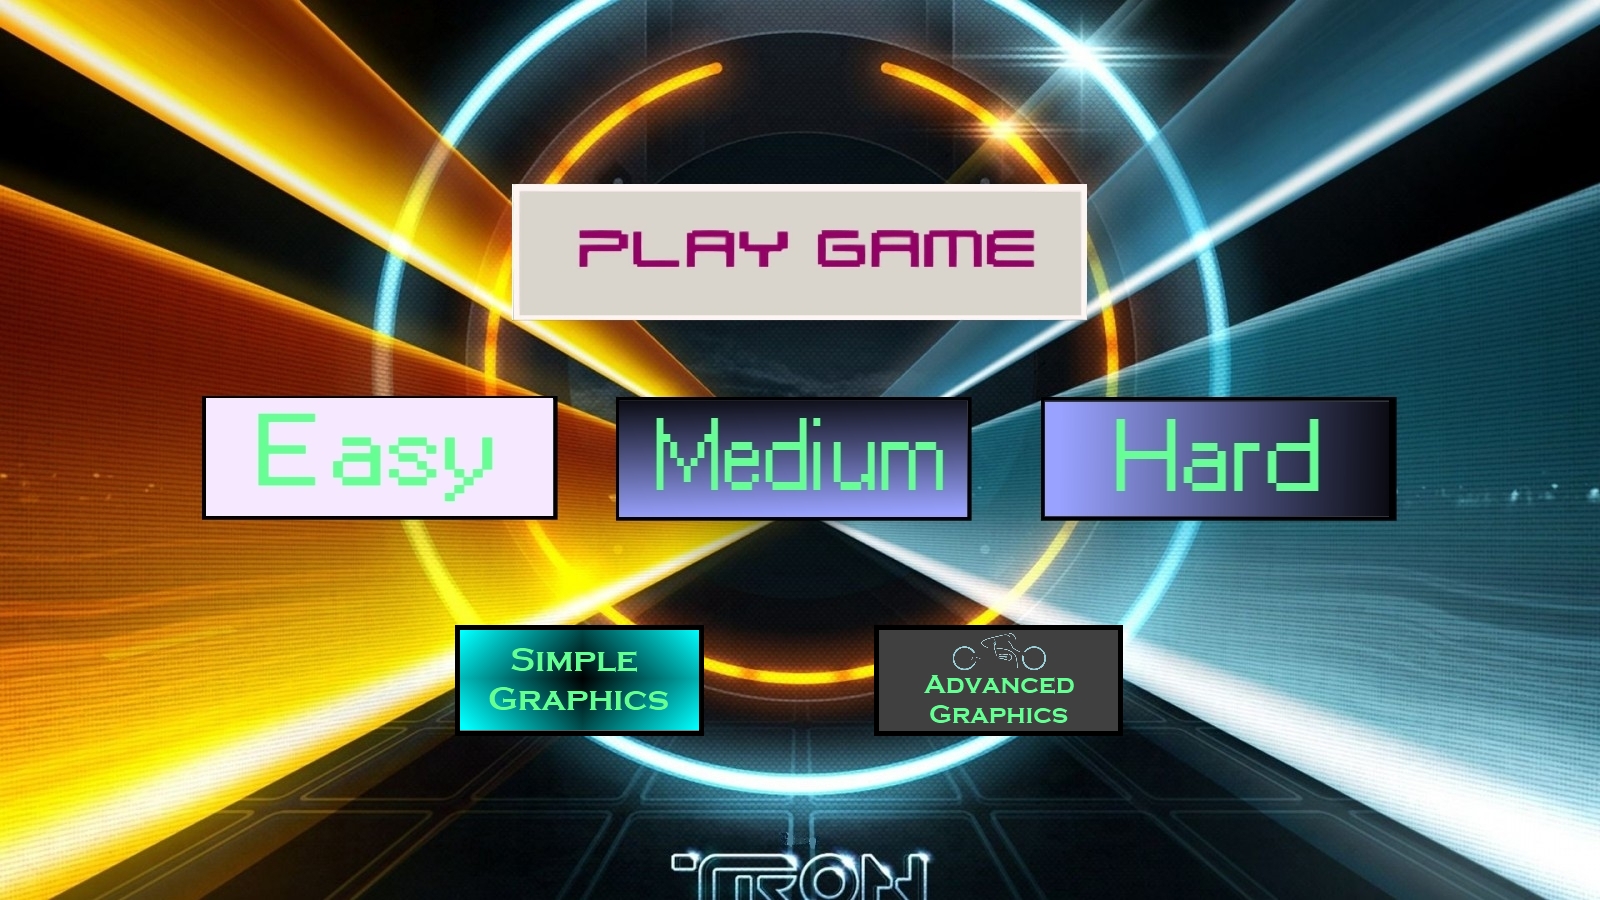 PLAY GAME
Easy
Medium
Hard
SIMPLE
GRAPHICS
ADVANCED
GRAPHICS
TRON